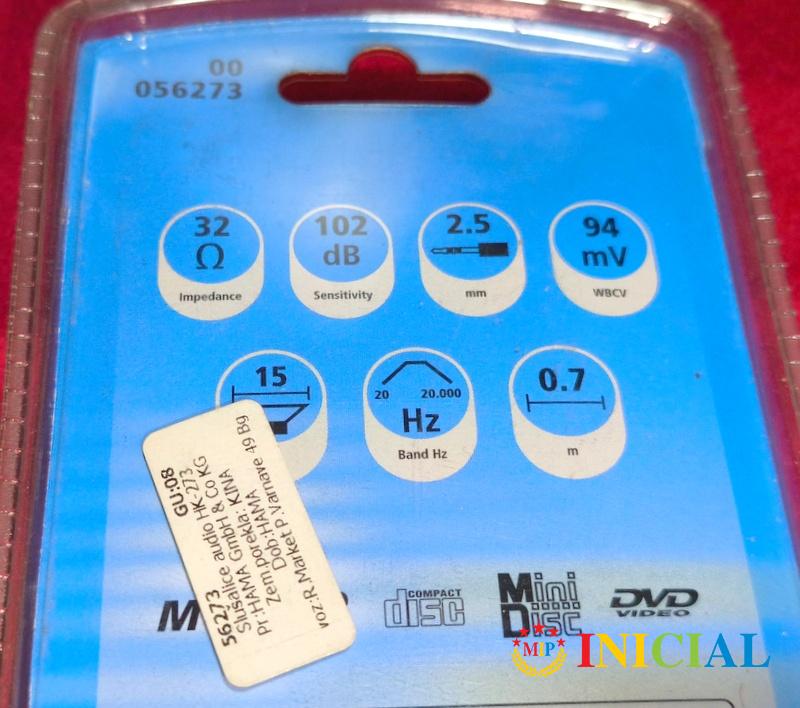 00
056273
32
Ω
Impedance
102
dB
Sensitivity
2.5
mm
94
mV
WBCV
15
20 20.000
Hz
Band Hz
0.7
m
GU:08
56273
Slušalice audio HK-273
Pr:HAMA GmbH & Co KG
Zem.porekla: KINA
Dob:HAMA
voz:R.Market P.Varnave 49 Bg
M
COMPACT
disc
Mini
Disc
DVD
VIDEO
MIP
INICIAL